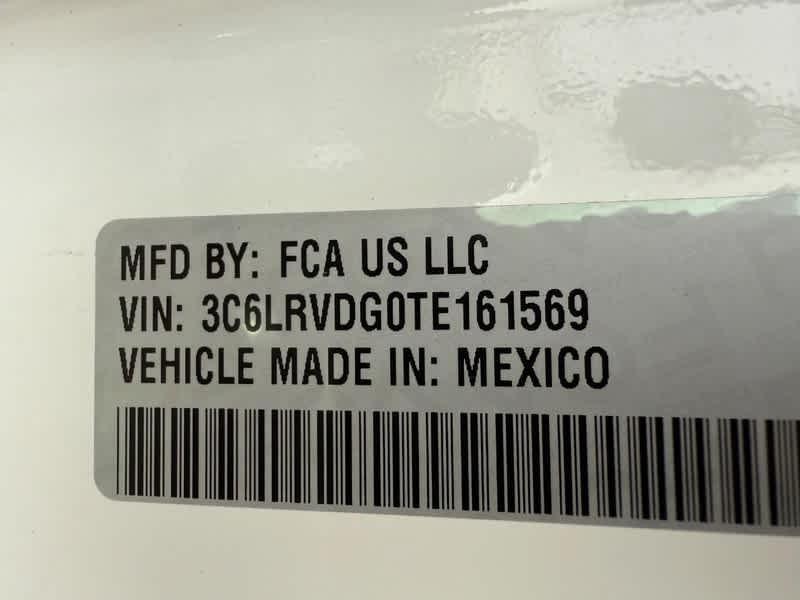 MFD BY: FCA US LLC
VIN: 3C6LRVDG0TE161569
VEHICLE MADE IN: MEXICO